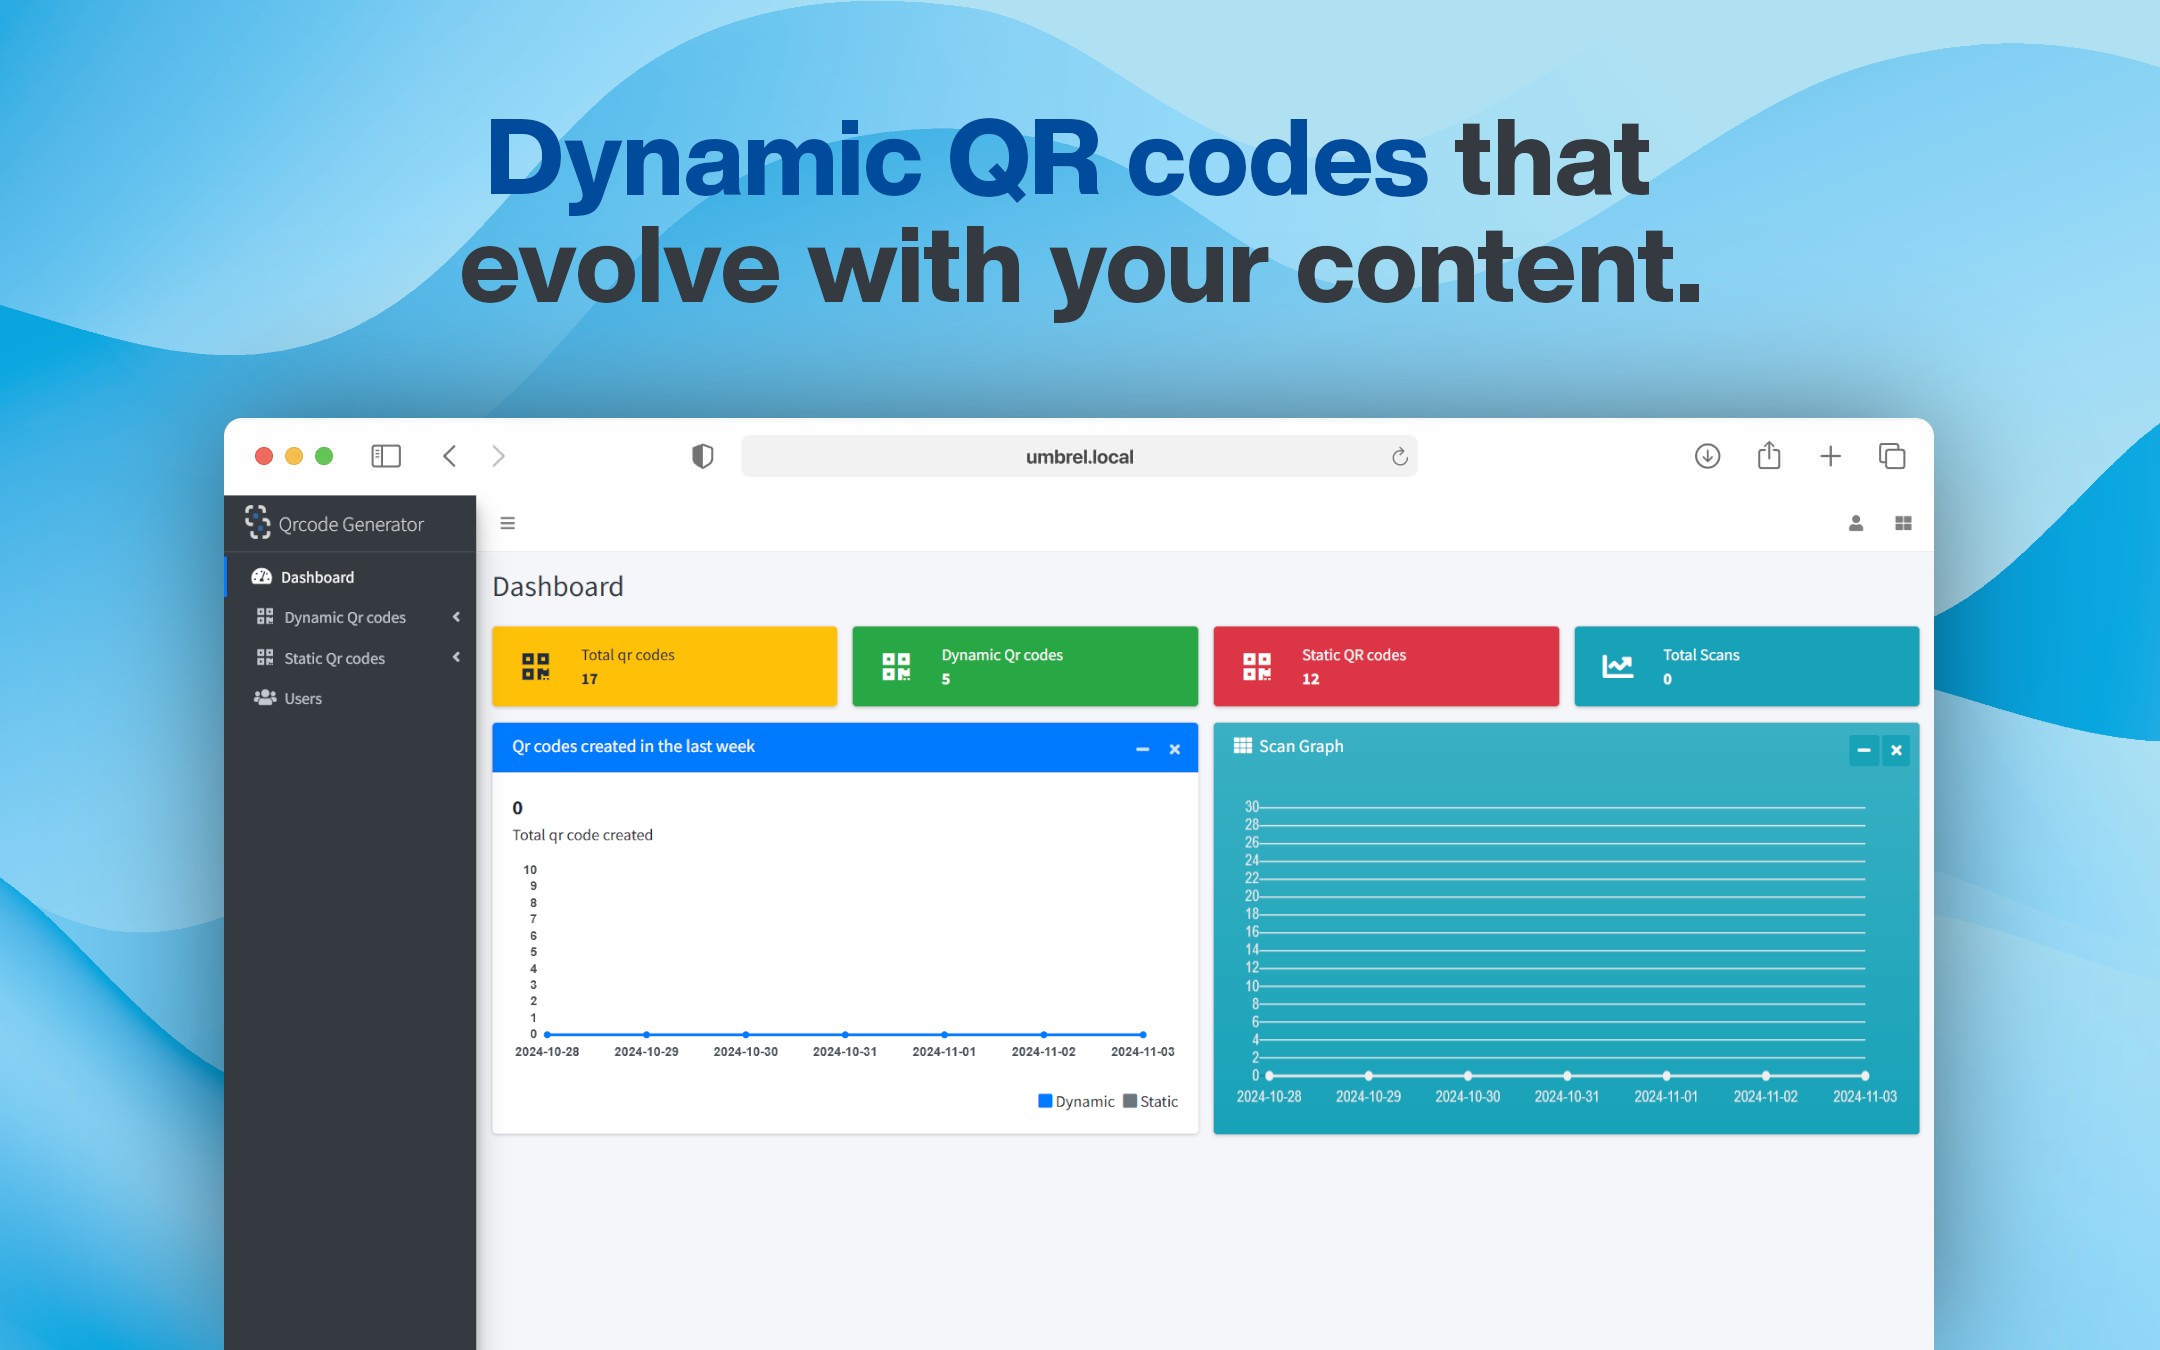 Dynamic QR codes that
evolve with your content.
umbrel.local
Qrcode Generator
Dashboard
Dynamic Qr codes
Static Qr codes
Users
Dashboard
Total qr codes
17
Dynamic Qr codes
5
Static QR codes
12
Total Scans
0
Qr codes created in the last week
0
Total qr code created
10
9
8
7
6
5
4
3
2
1
0
2024-10-28 2024-10-29 2024-10-30 2024-10-31 2024-11-01 2024-11-02 2024-11-03
Dynamic Static
Scan Graph
30
28
26
24
22
20
18
16
14
12
10
8
6
4
2
0
2024-10-28 2024-10-29 2024-10-30 2024-10-31 2024-11-01 2024-11-02 2024-11-03